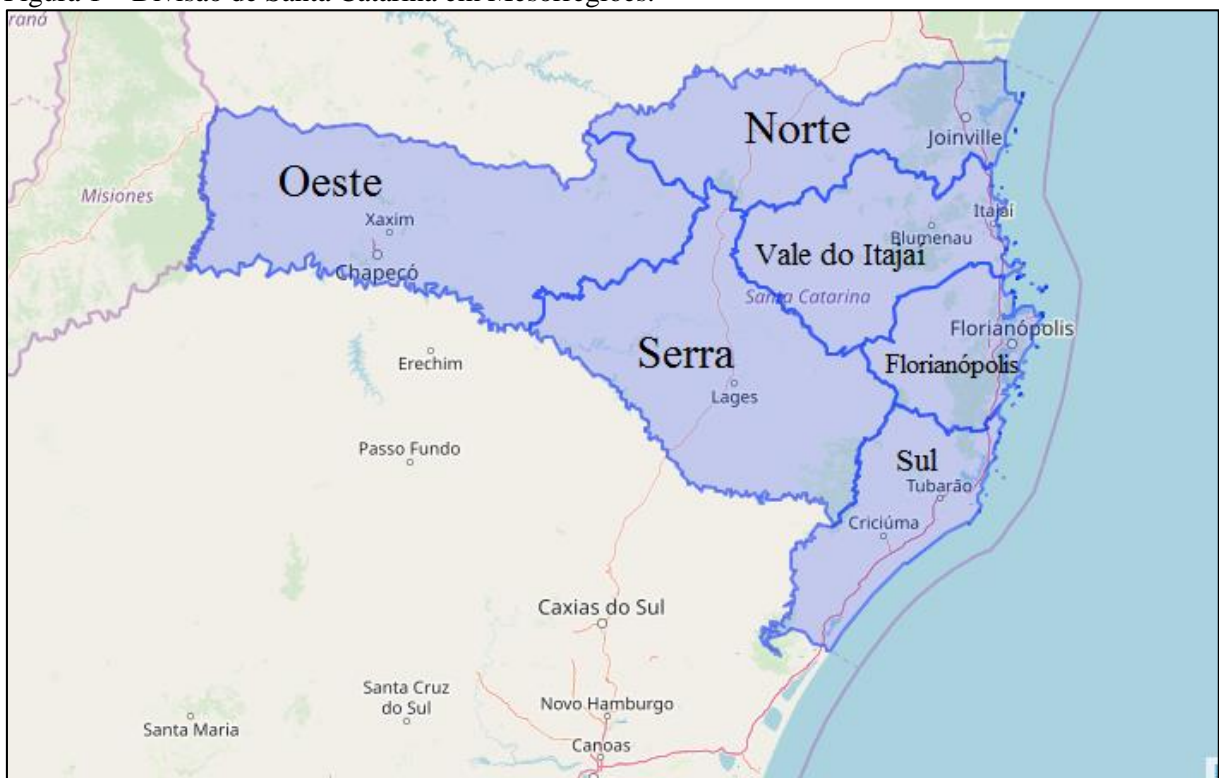 Figura 1 – Divisão de Santa Catarina em Mesorregiões.
raná
Norte
Joinville
Oeste
Misiones
Xaxim
Itajaí
Blumenau
Vale do Itajaí
Chapecó
Santa Catarina
Florianópolis
Serra
Erechim
Florianópolis
Lages
Passo Fundo
Sul
Tubarão
Criciúma
Caxias do Sul
Santa Cruz
do Sul
Novo Hamburgo
Santa Maria
Canoas